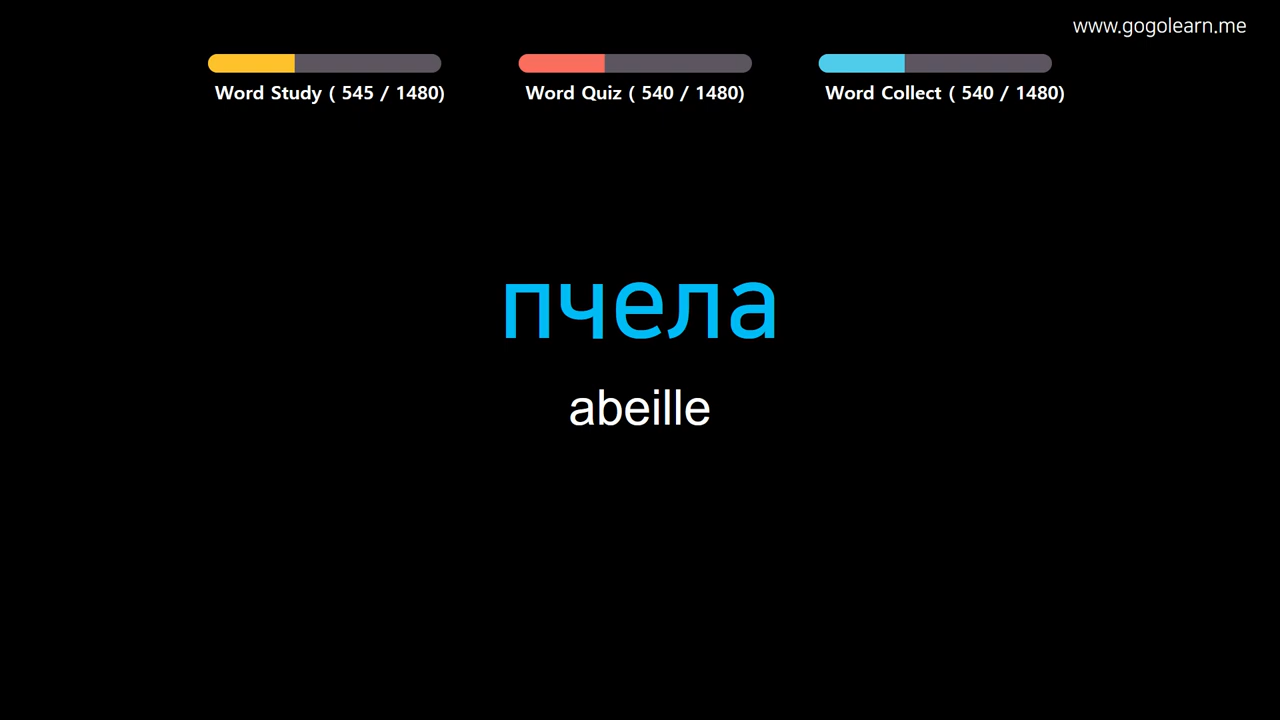 www.gogolearn.me
Word Study ( 545 / 1480)
Word Quiz ( 540 / 1480)
Word Collect ( 540 / 1480)
пчела
abeille